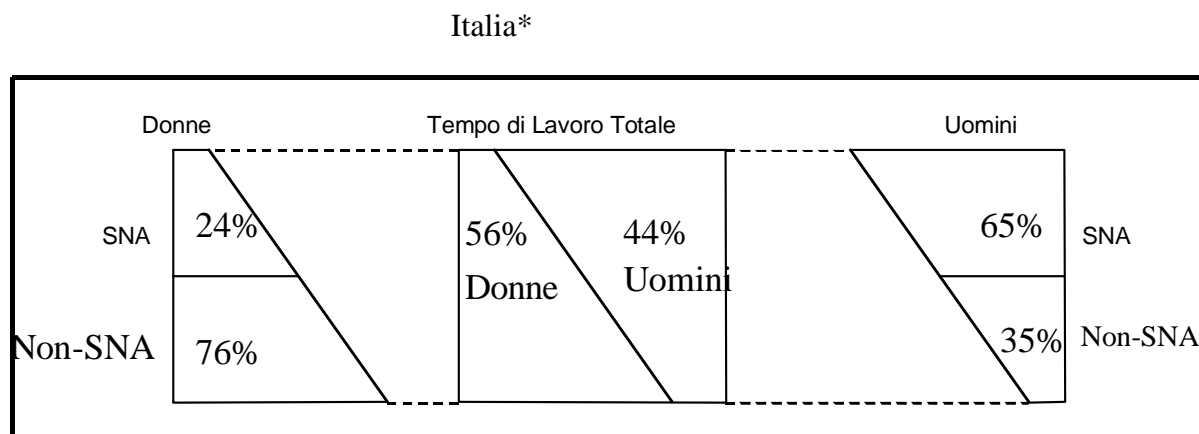 Italia*
Donne
Tempo di Lavoro Totale
Uomini
SNA
24%
56%
Donne
44%
Uomini
65%
SNA
Non-SNA
76%
35%
Non-SNA